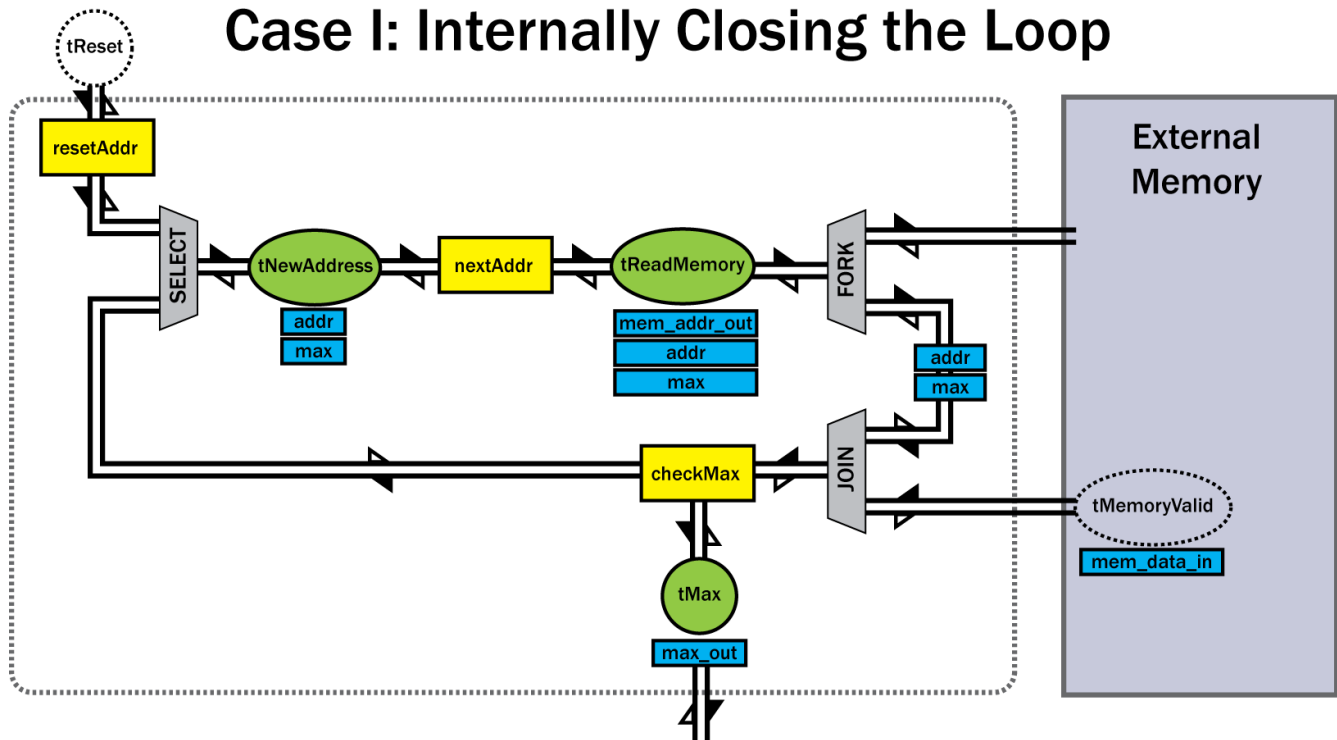 Case I: Internally Closing the Loop
tReset
resetAddr
External
Memory
SELECT
tNewAddress
addr
max
nextAddr
tReadMemory
mem_addr_out
addr
max
FORK
addr
max
checkMax
JOIN
tMemoryValid
mem_data_in
tMax
max_out